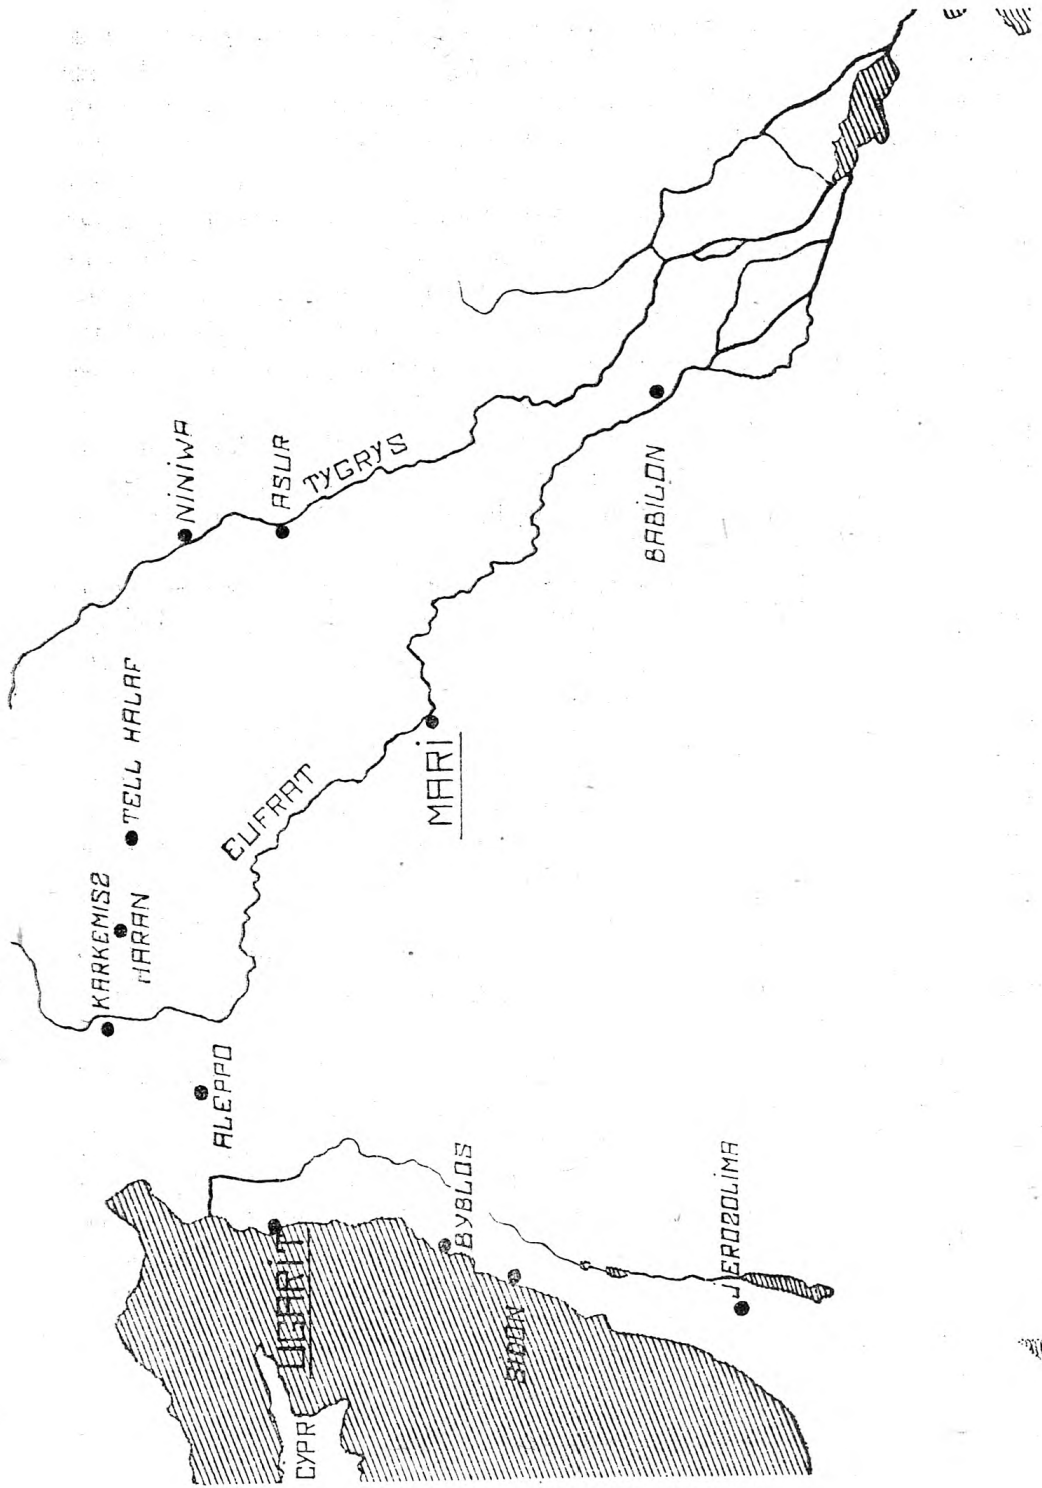 KARKEMISZ
HARAN
TELL HALAF
NINIWA
ASUR
TYGRYS
ALEPPO
EUFRAT
CYPR
UGARIT
MARI
BYBLOS
SIDON
BABILON
JEROZOLIMA